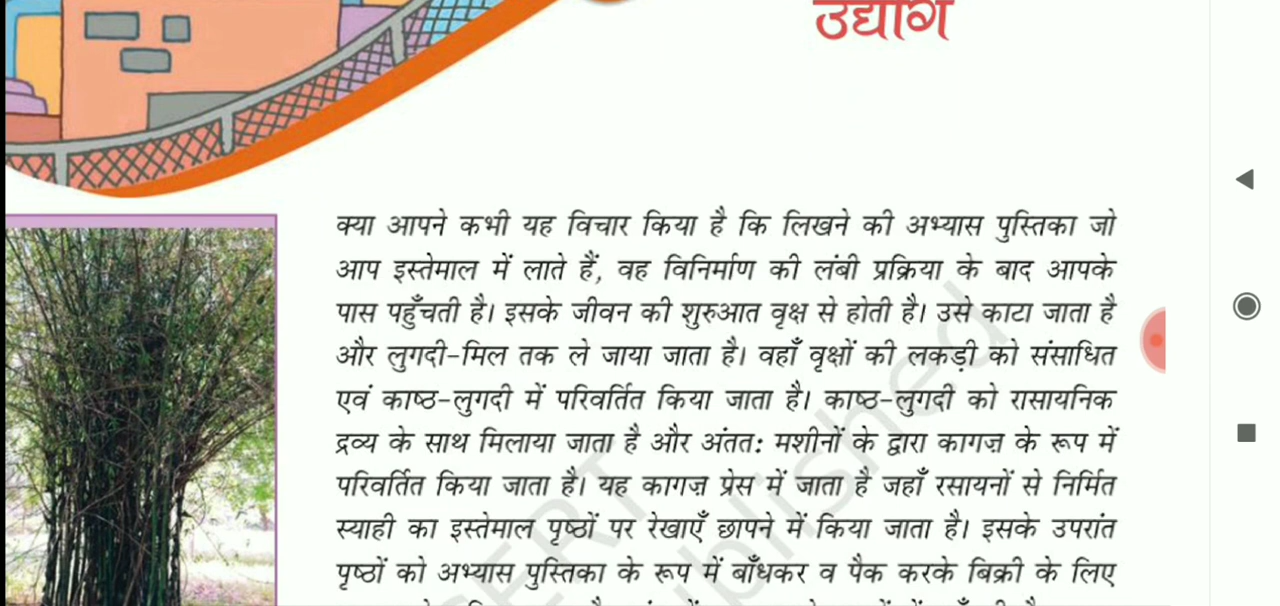 उद्योग
क्या आपने कभी यह विचार किया है कि लिखने की अभ्यास पुस्तिका जो
आप इस्तेमाल में लाते हैं, वह विनिर्माण की लंबी प्रक्रिया के बाद आपके
पास पहुँचती है। इसके जीवन की शुरुआत वृक्ष से होती है। उसे काटा जाता है
और लुगदी-मिल तक ले जाया जाता है। वहाँ वृक्षों की लकड़ी को संसाधित
एवं काष्ठ-लुगदी में परिवर्तित किया जाता है। काष्ठ-लुगदी को रासायनिक
द्रव्य के साथ मिलाया जाता है और अंतत: मशीनों के द्वारा कागज़ के रूप में
परिवर्तित किया जाता है। यह कागज़ प्रेस में जाता है जहाँ रसायनों से निर्मित
स्याही का इस्तेमाल पृष्ठों पर रेखाएँ छापने में किया जाता है। इसके उपरांत
पृष्ठों को अभ्यास पुस्तिका के रूप में बाँधकर व पैक करके बिक्री के लिए